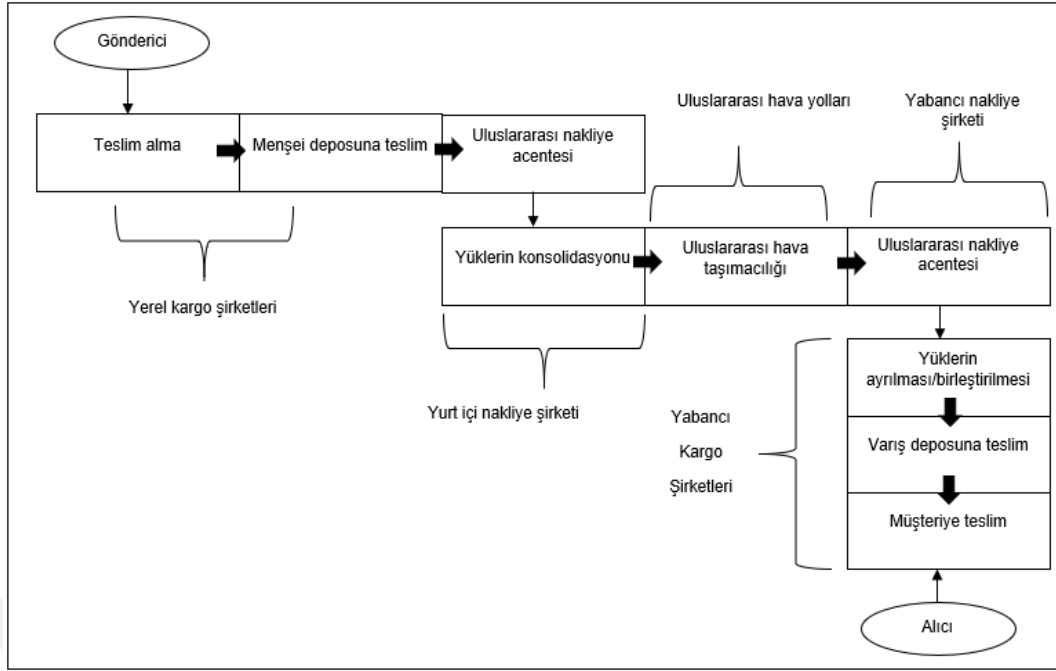 Gönderici
Uluslararası hava yolları
Yabancı nakliye
şirketi
Teslim alma
Menşei deposuna teslim
Uluslararası nakliye
acentesi
Yüklerin konsolidasyonu
Uluslararası hava
taşımacılığı
Uluslararası nakliye
acentesi
Yerel kargo şirketleri
Yurt içi nakliye şirketi
Yabancı
Kargo
Şirketleri
Yüklerin
ayrılması/birleştirilmesi
Varış deposuna teslim
Müşteriye teslim
Alıcı